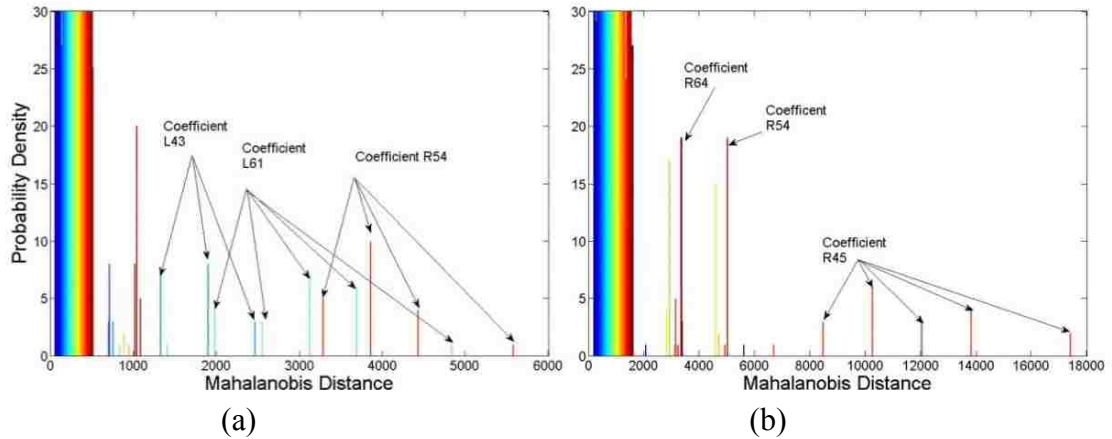 30
25
20
15
10
5
0
Probability Density
Coefficient
L43
Coefficient
L61
Coefficient R54
0 1000 2000 3000 4000 5000 6000
Mahalanobis Distance
(a)
30
25
20
15
10
5
0
Coefficient
R64
Coefficient
R54
Coefficient
R45
0 2000 4000 6000 8000 10000 12000 14000 16000 18000
Mahalanobis Distance
(b)